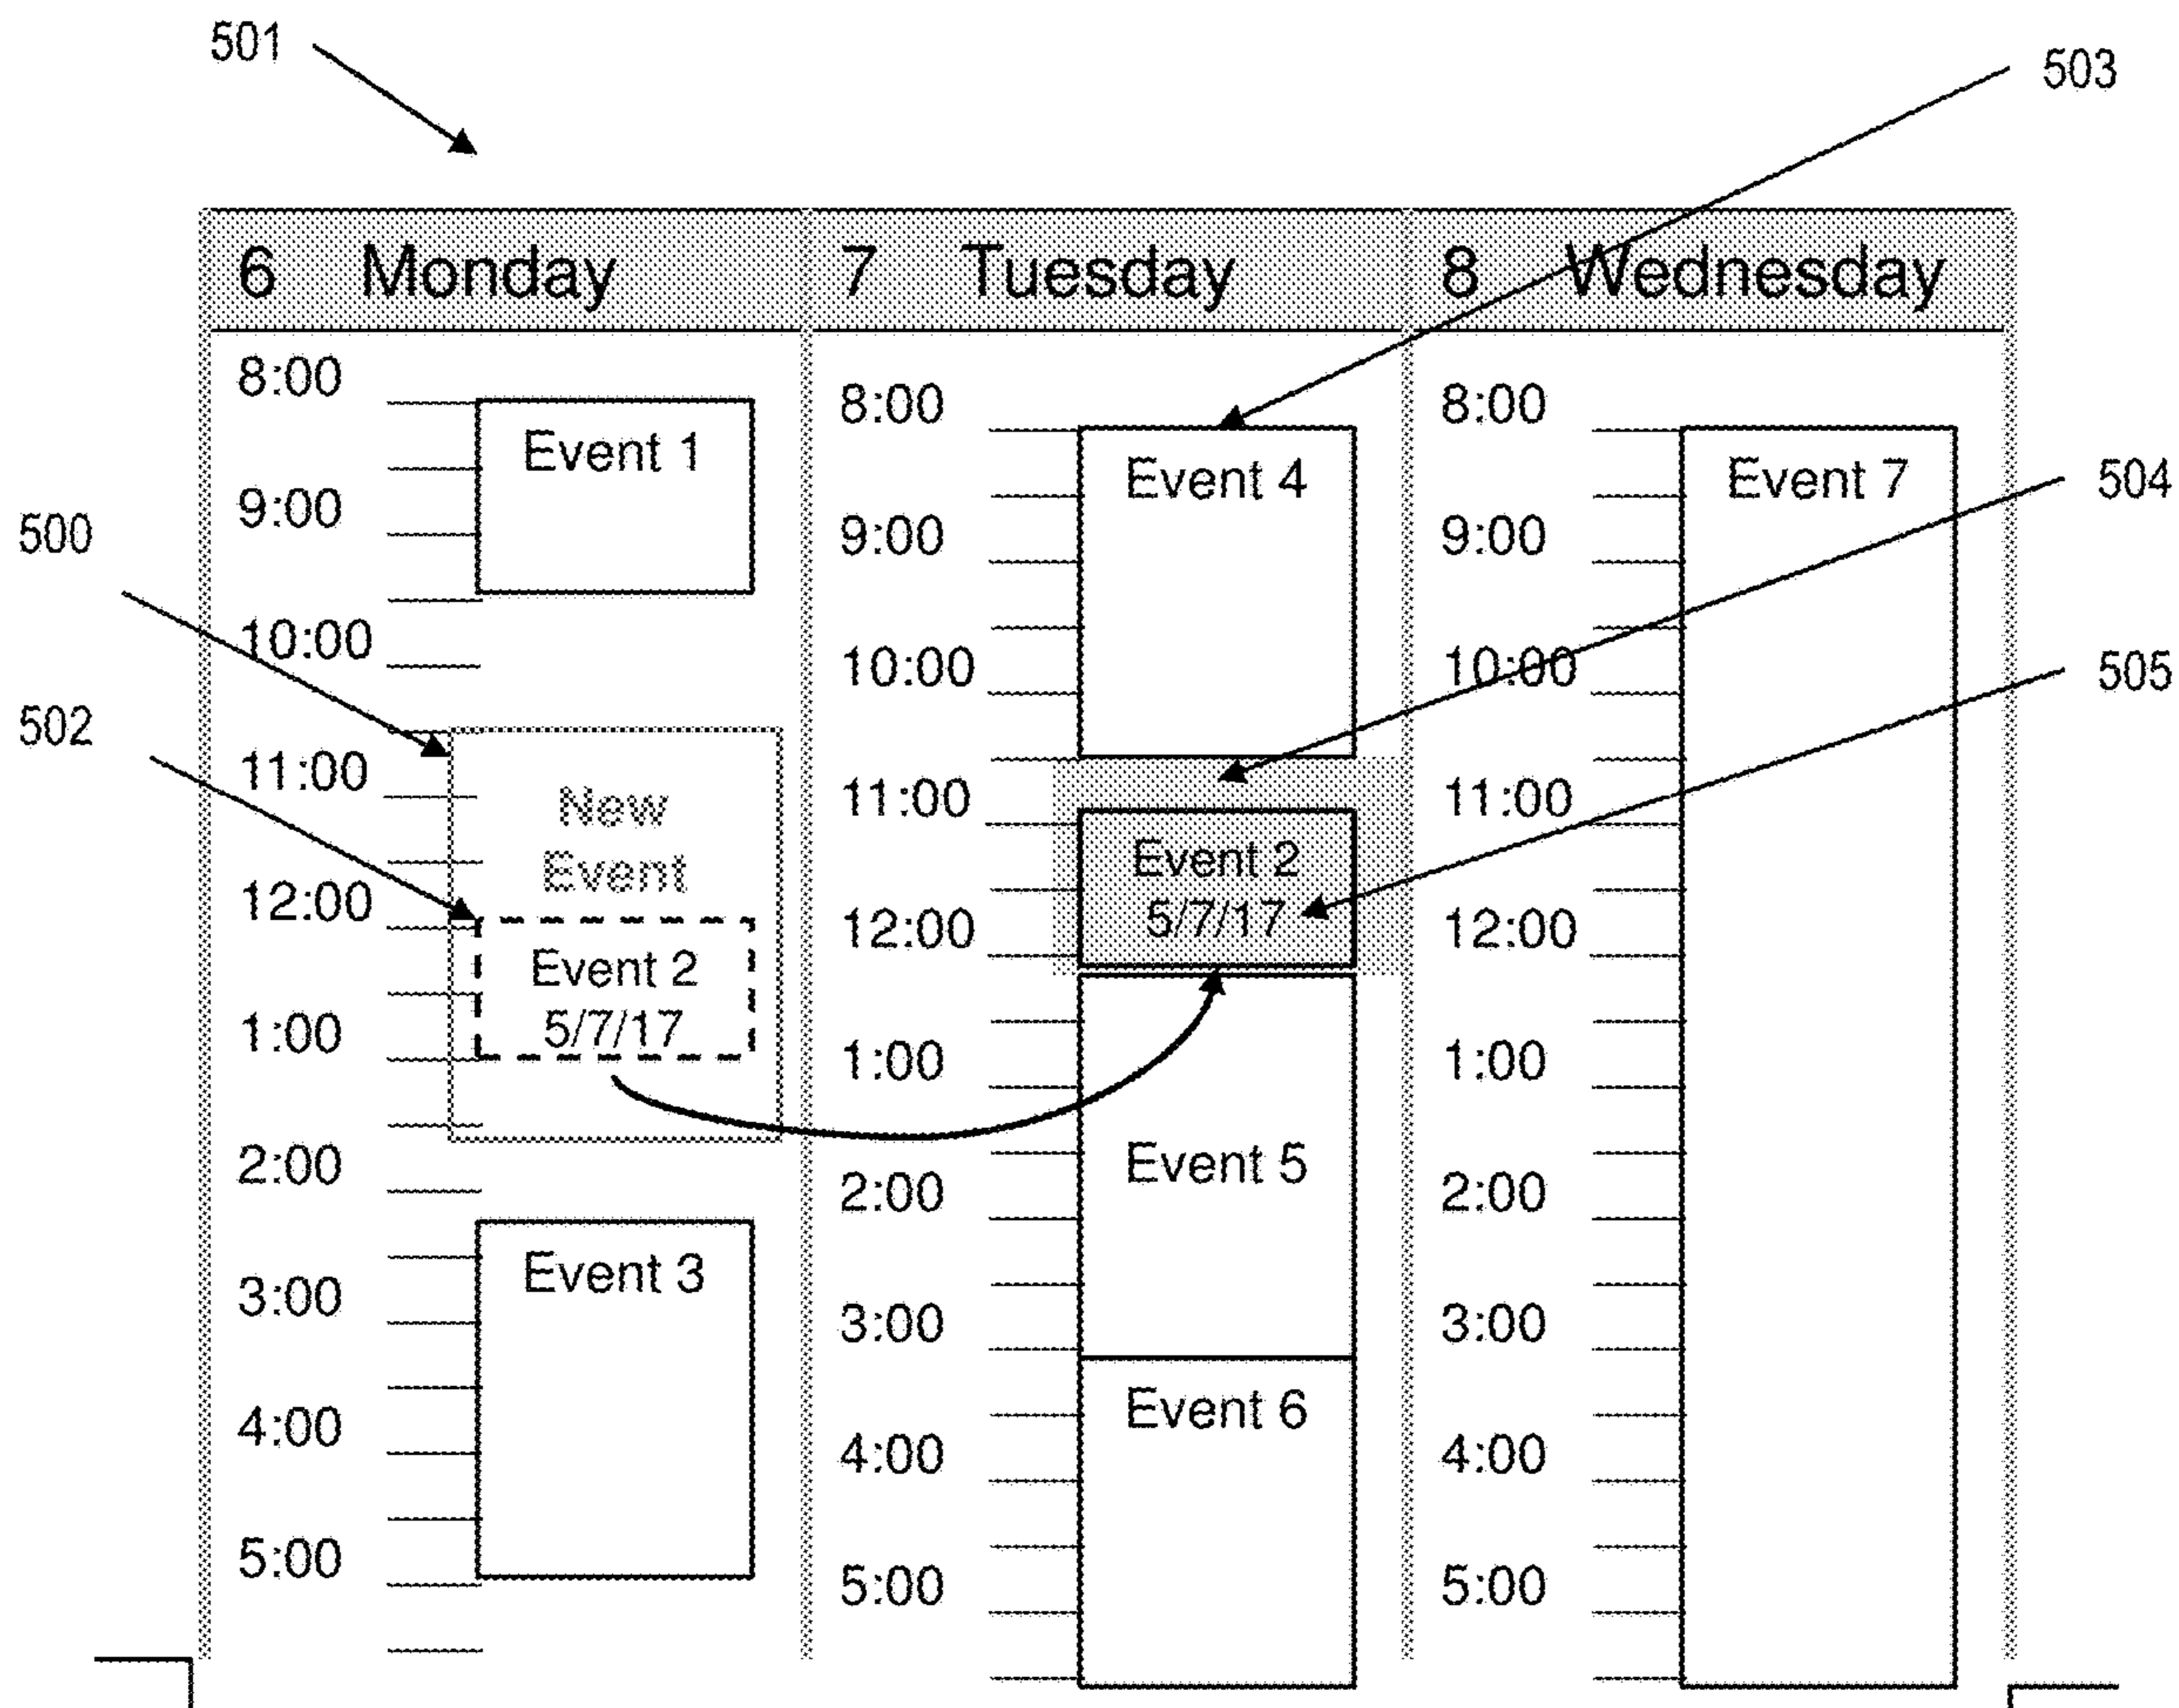 501
503
6 Monday
7 Tuesday
8 Wednesday
8:00
Event 1
9:00
10:00
11:00
New
Event
12:00
Event 2
5/7/17
1:00
2:00
Event 3
3:00
4:00
5:00
8:00
Event 4
9:00
10:00
11:00
Event 2
5/7/17
12:00
1:00
Event 5
2:00
3:00
Event 6
4:00
5:00
8:00
Event 7
9:00
10:00
11:00
12:00
1:00
2:00
3:00
4:00
5:00
500
502
504
505